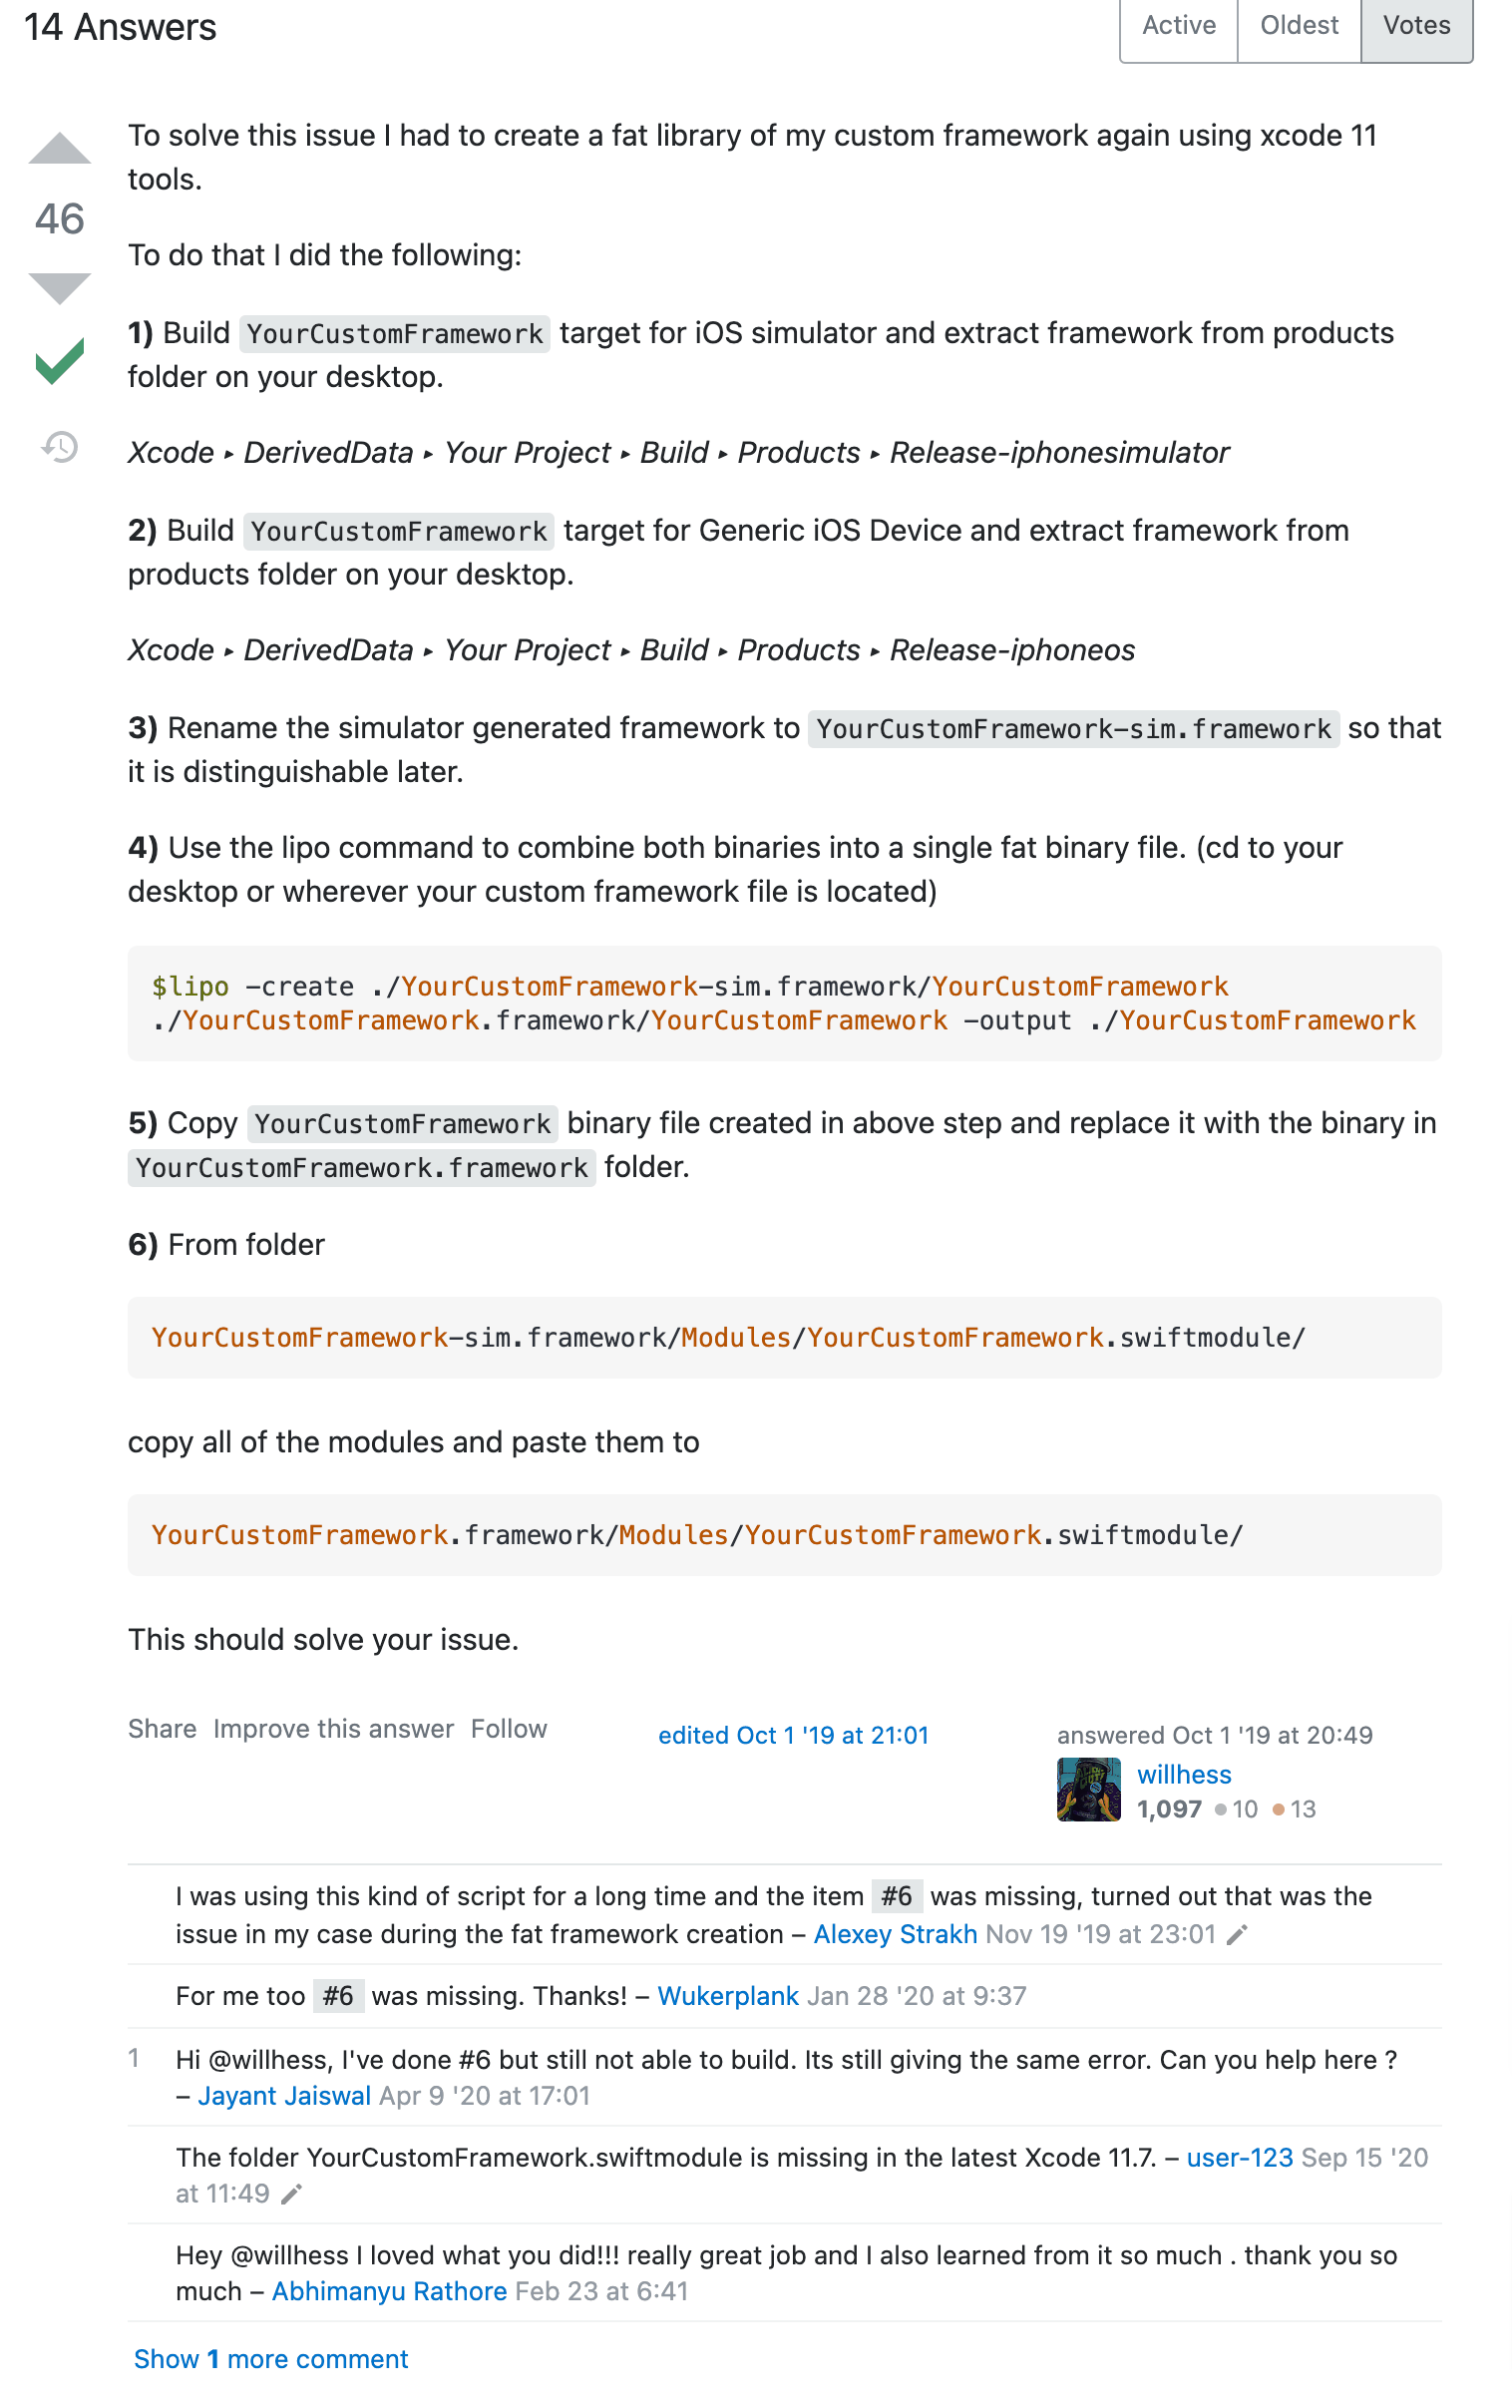 14 Answers
Active Oldest Votes
To solve this issue I had to create a fat library of my custom framework again using xcode 11
tools.
46
To do that I did the following:
1) Build YourCustomFramework target for iOS simulator and extract framework from products
folder on your desktop.
Xcode ▸ DerivedData ▸ Your Project ▸ Build ▸ Products ▸ Release-iphonesimulator
2) Build YourCustomFramework target for Generic iOS Device and extract framework from
products folder on your desktop.
Xcode ▸ DerivedData ▸ Your Project ▸ Build ▸ Products ▸ Release-iphoneos
3) Rename the simulator generated framework to YourCustomFramework-sim.framework so that
it is distinguishable later.
4) Use the lipo command to combine both binaries into a single fat binary file. (cd to your
desktop or wherever your custom framework file is located)
$lipo -create ./YourCustomFramework-sim.framework/YourCustomFramework
./YourCustomFramework.framework/YourCustomFramework -output ./YourCustomFramework
5) Copy YourCustomFramework binary file created in above step and replace it with the binary in
YourCustomFramework.framework folder.
6) From folder
YourCustomFramework-sim.framework/Modules/YourCustomFramework.swiftmodule/
copy all of the modules and paste them to
YourCustomFramework.framework/Modules/YourCustomFramework.swiftmodule/
This should solve your issue.
Share Improve this answer Follow
edited Oct 1 '19 at 21:01
answered Oct 1 '19 at 20:49
willhess
1,097 ●10 ●13
I was using this kind of script for a long time and the item #6 was missing, turned out that was the
issue in my case during the fat framework creation – Alexey Strakh Nov 19 '19 at 23:01
For me too #6 was missing. Thanks! – Wukerplank Jan 28 '20 at 9:37
1 Hi @willhess, I've done #6 but still not able to build. Its still giving the same error. Can you help here ?
– Jayant Jaiswal Apr 9 '20 at 17:01
The folder YourCustomFramework.swiftmodule is missing in the latest Xcode 11.7. – user-123 Sep 15 '20
at 11:49
Hey @willhess I loved what you did!!! really great job and I also learned from it so much . thank you so
much – Abhimanyu Rathore Feb 23 at 6:41
Show 1 more comment